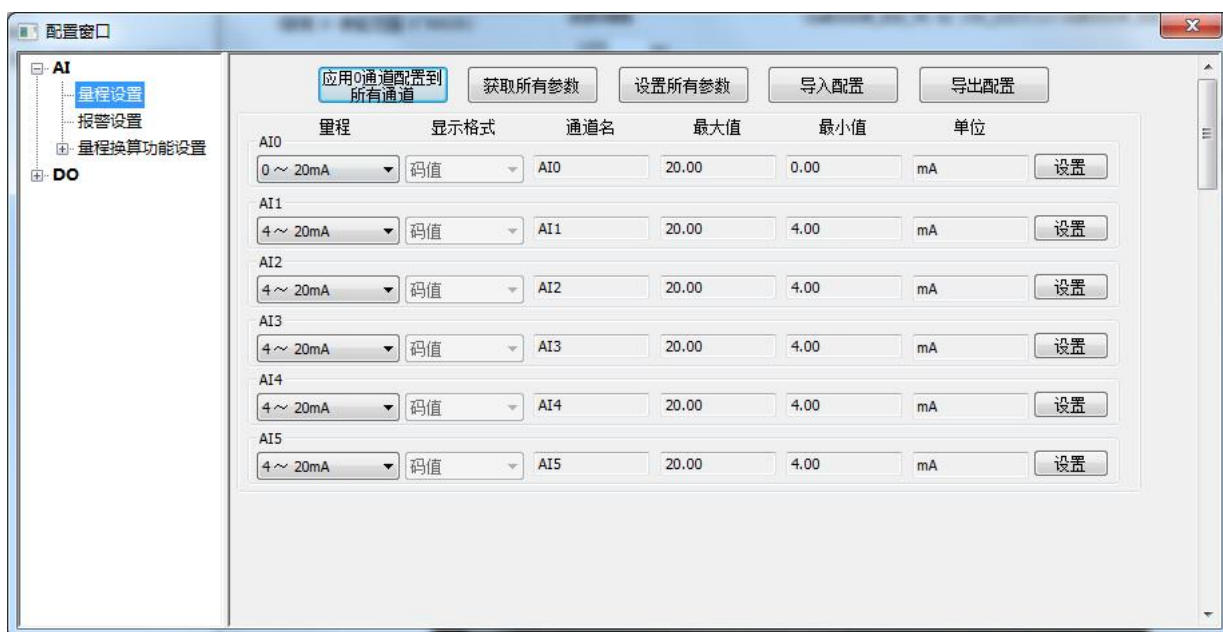 配置窗口
AI
量程设置
报警设置
量程换算功能设置
DO
应用0通道配置到
所有通道
获取所有参数
设置所有参数
导入配置
导出配置
量程 显示格式 通道名 最大值 最小值 单位
AI0
0～ 20mA 码值 AI0 20.00 0.00 mA 设置
AI1
4～ 20mA 码值 AI1 20.00 4.00 mA 设置
AI2
4～ 20mA 码值 AI2 20.00 4.00 mA 设置
AI3
4～ 20mA 码值 AI3 20.00 4.00 mA 设置
AI4
4～ 20mA 码值 AI4 20.00 4.00 mA 设置
AI5
4～ 20mA 码值 AI5 20.00 4.00 mA 设置